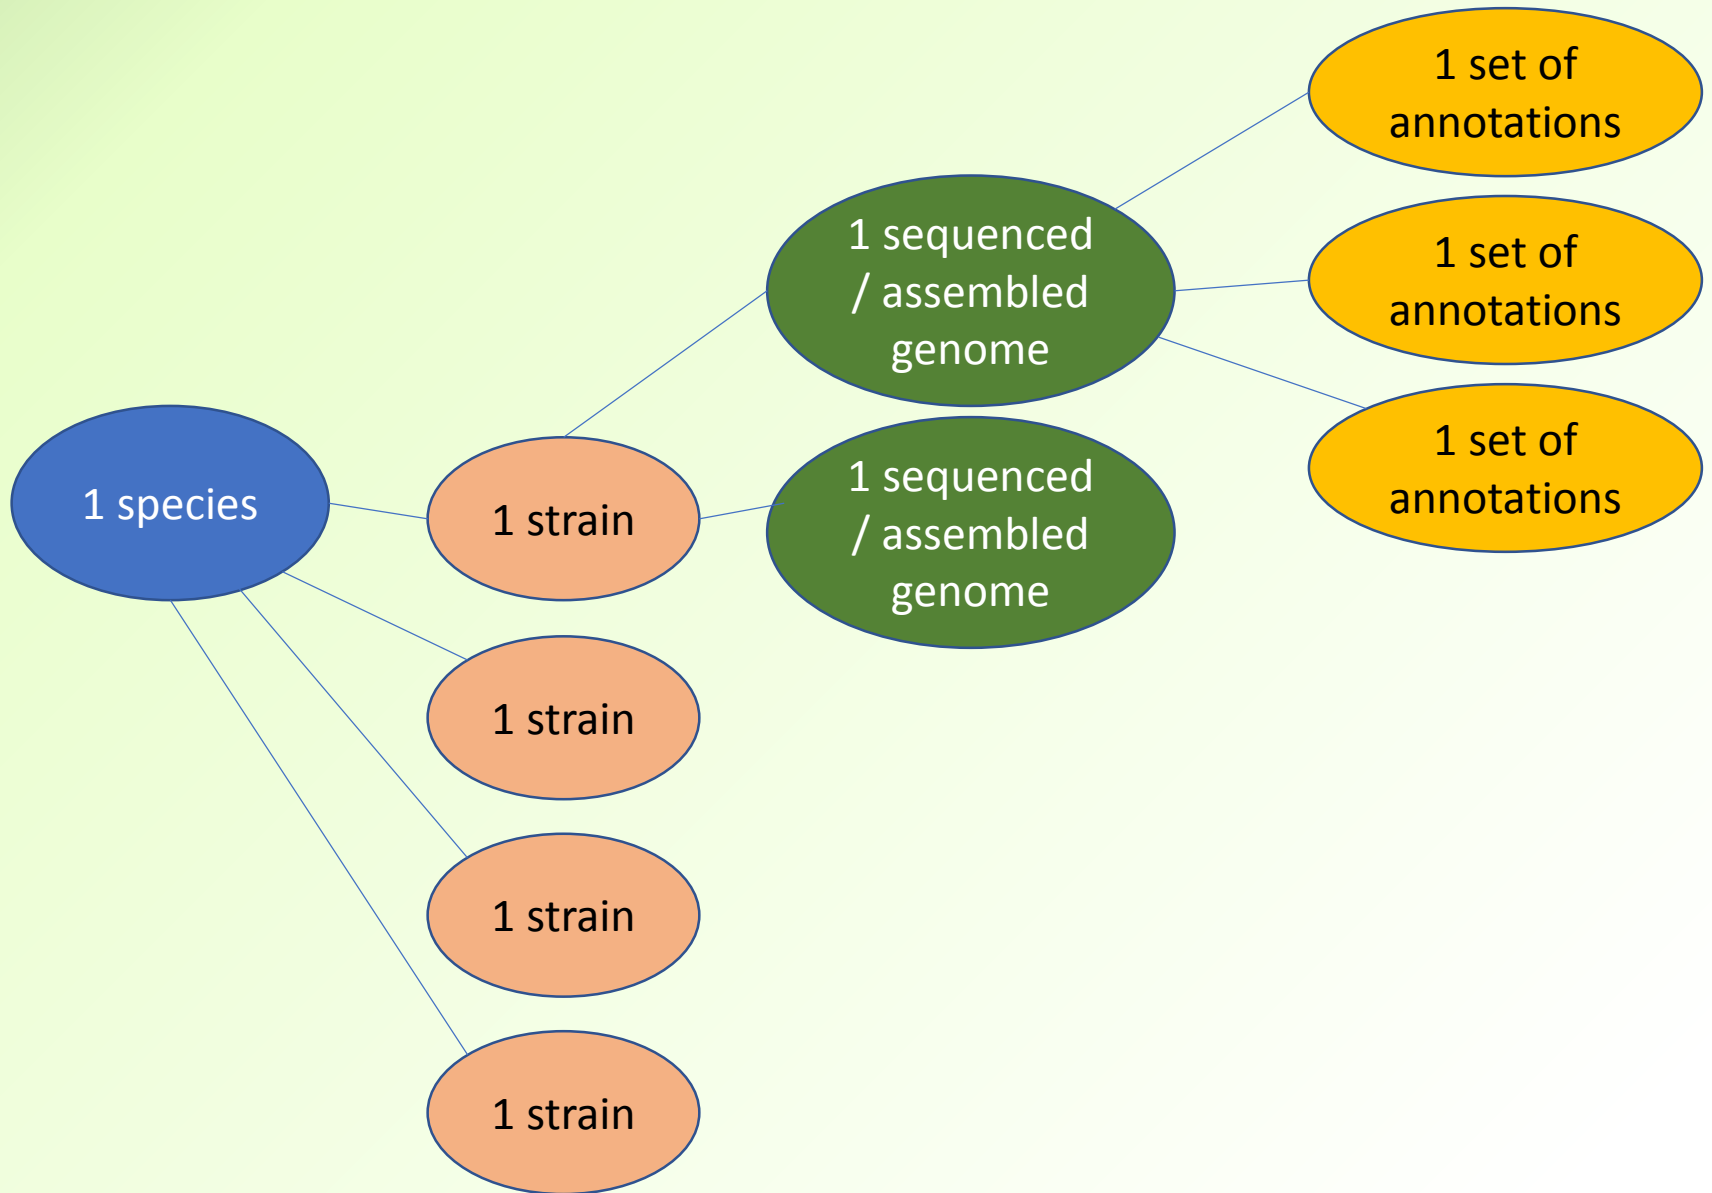 1 species
1 strain
1 strain
1 strain
1 strain
1 sequenced
/ assembled
genome
1 sequenced
/ assembled
genome
1 set of
annotations
1 set of
annotations
1 set of
annotations